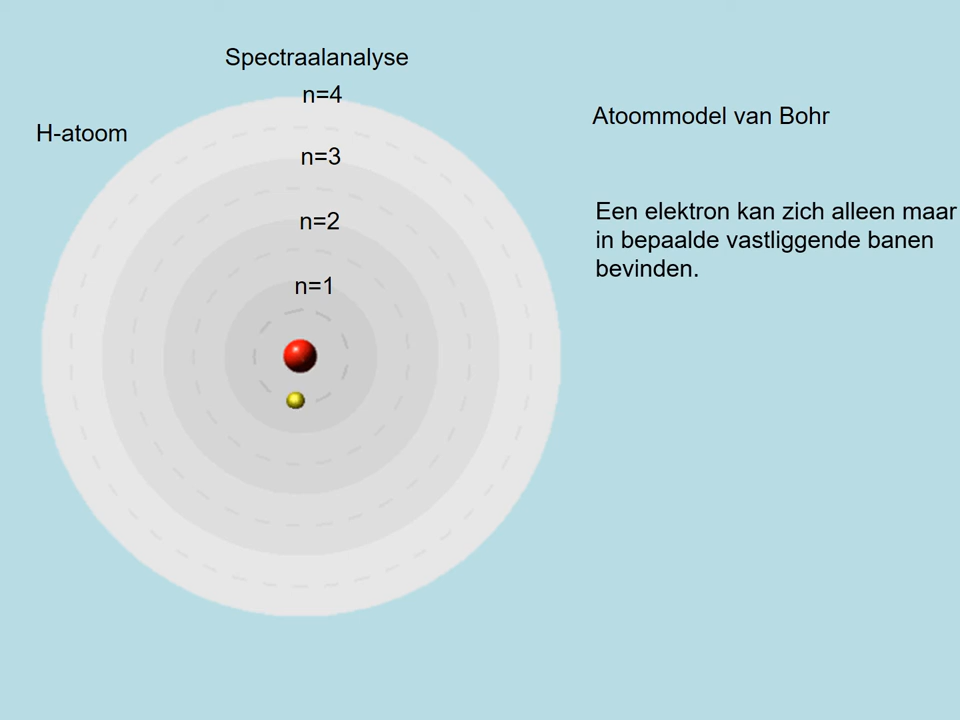 Spectraalanalyse
n=4
H-atoom
n=3
n=2
n=1
Atoommodel van Bohr
Een elektron kan zich alleen maar
in bepaalde vastliggende banen
bevinden.